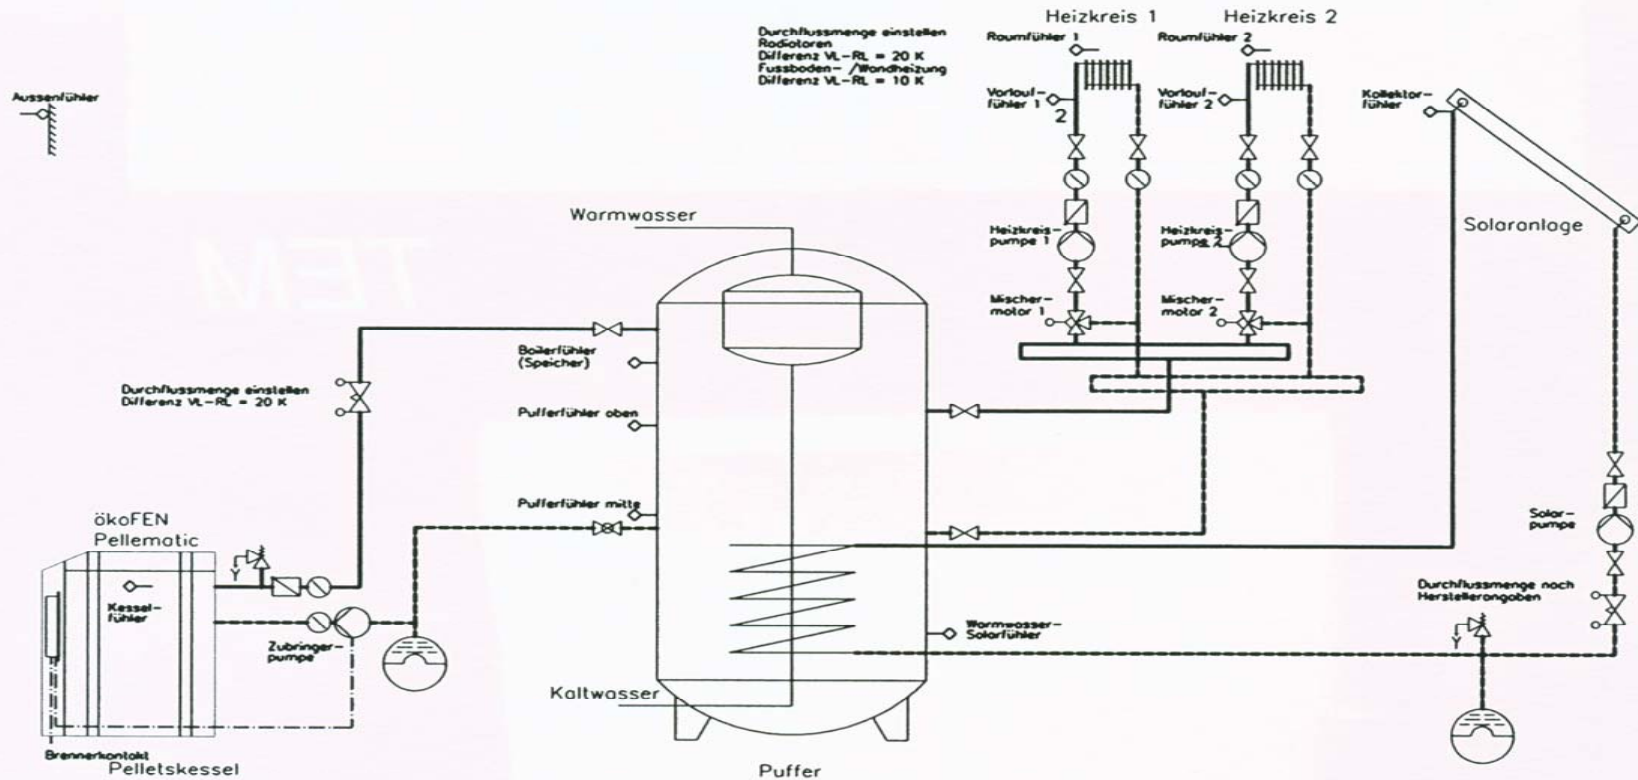 Heizkreis 1
Heizkreis 2
Durchflussmenge einstellen
Radiatoren
Differenz VL-RL = 20 K
Fussboden- /Wandheizung
Differenz VL-RL = 10 K
Raumfühler 1
Raumfühler 2
Aussenfühler
Vorlauf-
fühler 1
2
Vorlauf-
fühler 2
Kollektor-
fühler
Warmwasser
Heizkreis-
pumpe 1
Heizkreis-
pumpe 2
Solaranlage
Mischer-
motor 1
Mischer-
motor 2
Boilerfühler
(Speicher)
Durchflussmenge einstellen
Differenz VL-RL = 20 K
Pufferfühler oben
Pufferfühler mitte
ökoFEN
Pellematic
Solar-
pumpe
Kessel-
fühler
Durchflussmenge nach
Herstellerangaben
Zubringer-
pumpe
Warmwasser-
Solarfühler
Kaltwasser
Brennerkontakt
Pelletskessel
Puffer